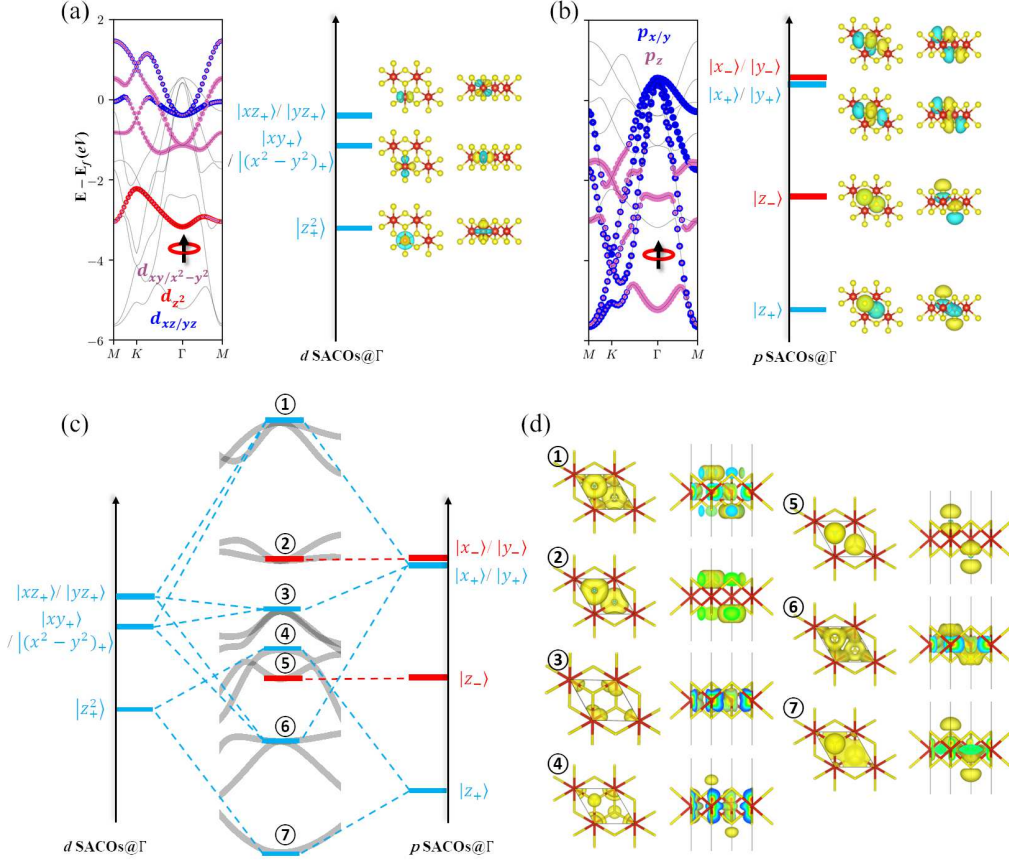 (a)
2
0
−2
−4
−6
E − E_f (eV)
M K Γ M
d_{xy/x²−y²}
d_{z²}
d_{xz/yz}
|xz₊⟩/ |yz₊⟩
|xy₊⟩
/ |(x² − y²)₊⟩
|z²₊⟩
d SACOs@Γ
(b)
p_{x/y}
p_z
M K Γ M
|x₋⟩/ |y₋⟩
|x₊⟩/ |y₊⟩
|z₋⟩
|z₊⟩
p SACOs@Γ
(c)
|xz₊⟩/ |yz₊⟩
|xy₊⟩
/ |(x² − y²)₊⟩
|z²₊⟩
d SACOs@Γ
①
②
③
④
⑤
⑥
⑦
|x₋⟩/ |y₋⟩
|x₊⟩/ |y₊⟩
|z₋⟩
|z₊⟩
p SACOs@Γ
(d)
①
②
③
④
⑤
⑥
⑦